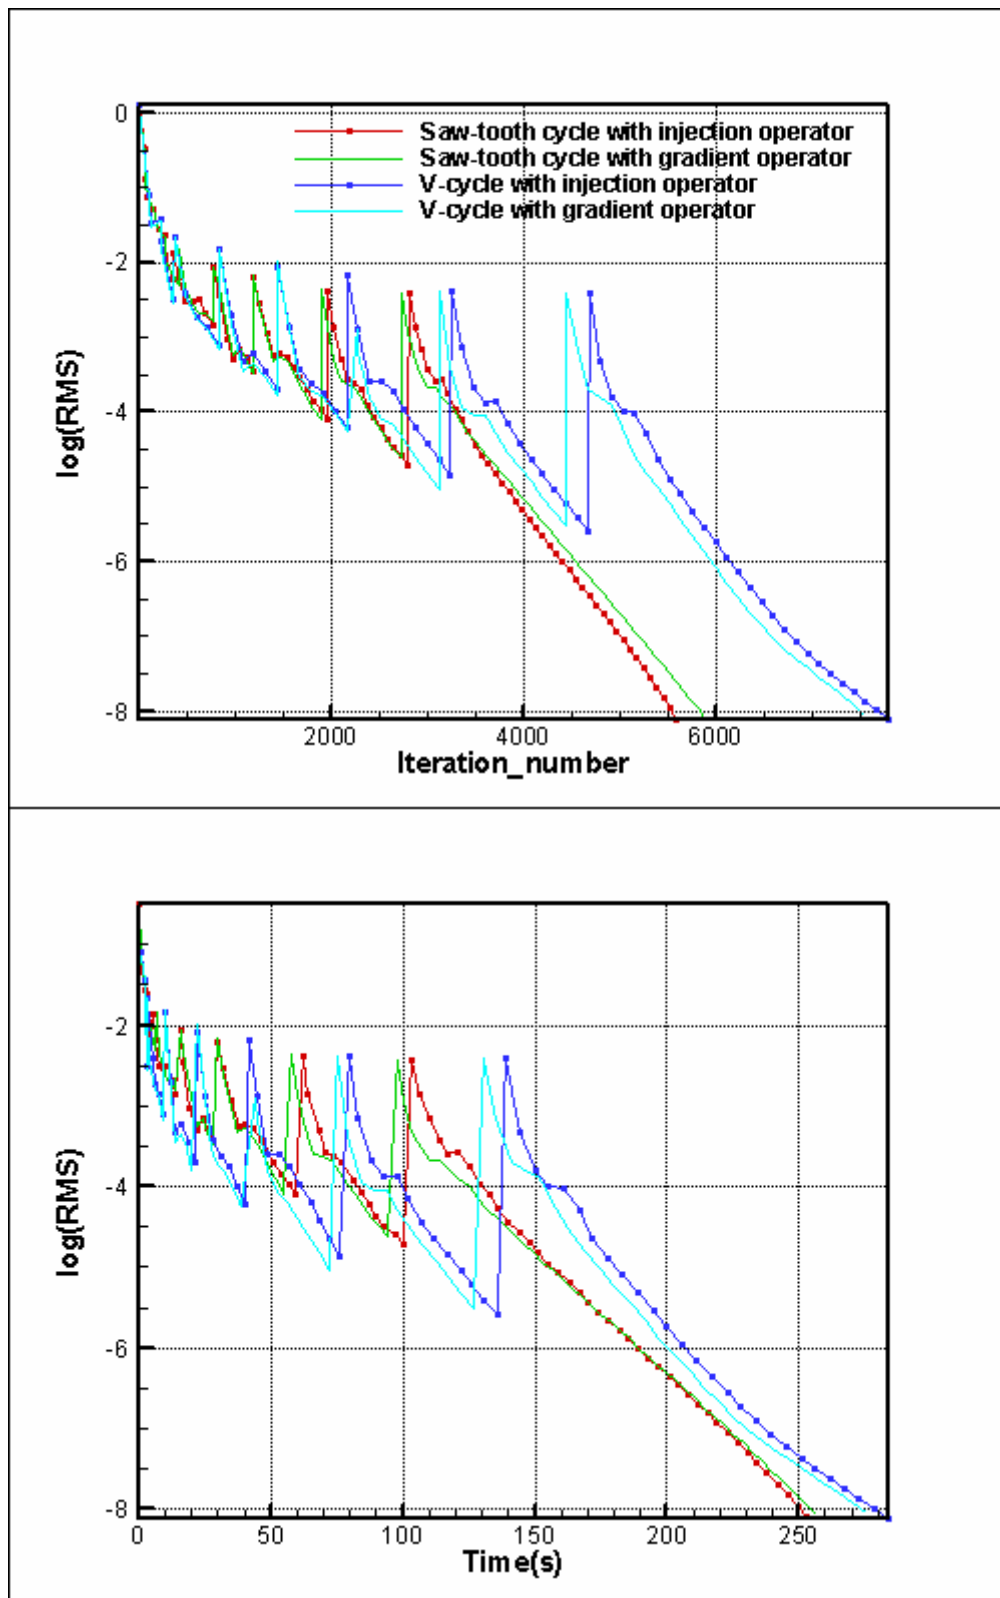 0
-2
-4
-6
-8
log(RMS)
Saw-tooth cycle with injection operator
Saw-tooth cycle with gradient operator
V-cycle with injection operator
V-cycle with gradient operator
2000 4000 6000
Iteration_number
-2
-4
-6
-8
log(RMS)
0 50 100 150 200 250
Time(s)